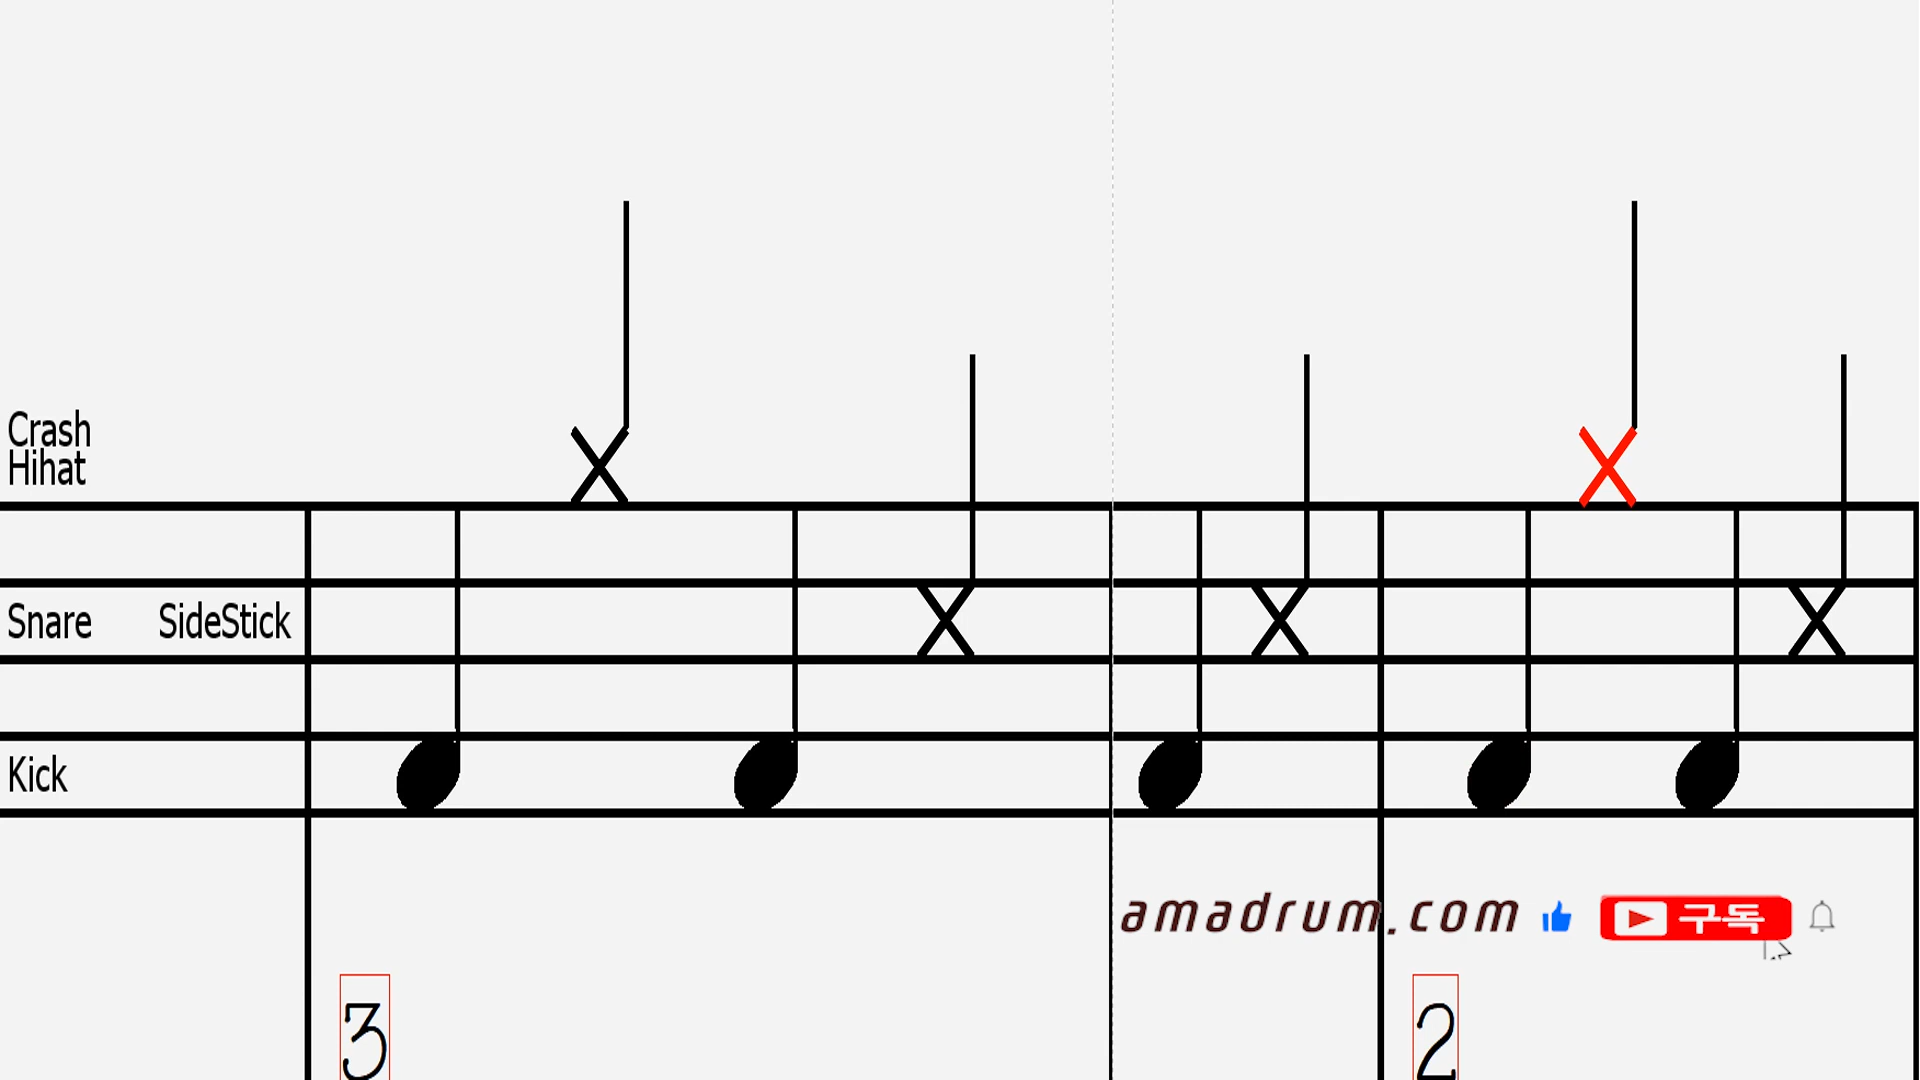 Crash
Hihat
Snare SideStick
Kick
amadrum.com 구독
3 2